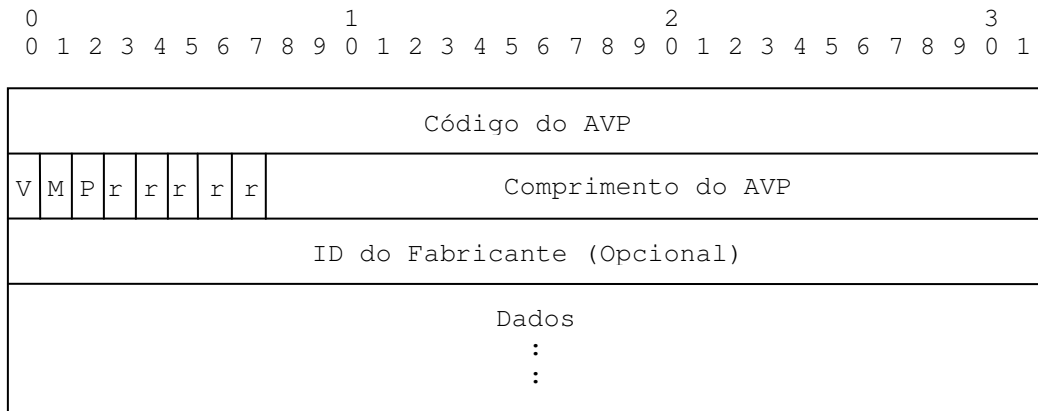 0 1 2 3
0 1 2 3 4 5 6 7 8 9 0 1 2 3 4 5 6 7 8 9 0 1 2 3 4 5 6 7 8 9 0 1
Código do AVP
V M P r r r r r Comprimento do AVP
ID do Fabricante (Opcional)
Dados
:
: